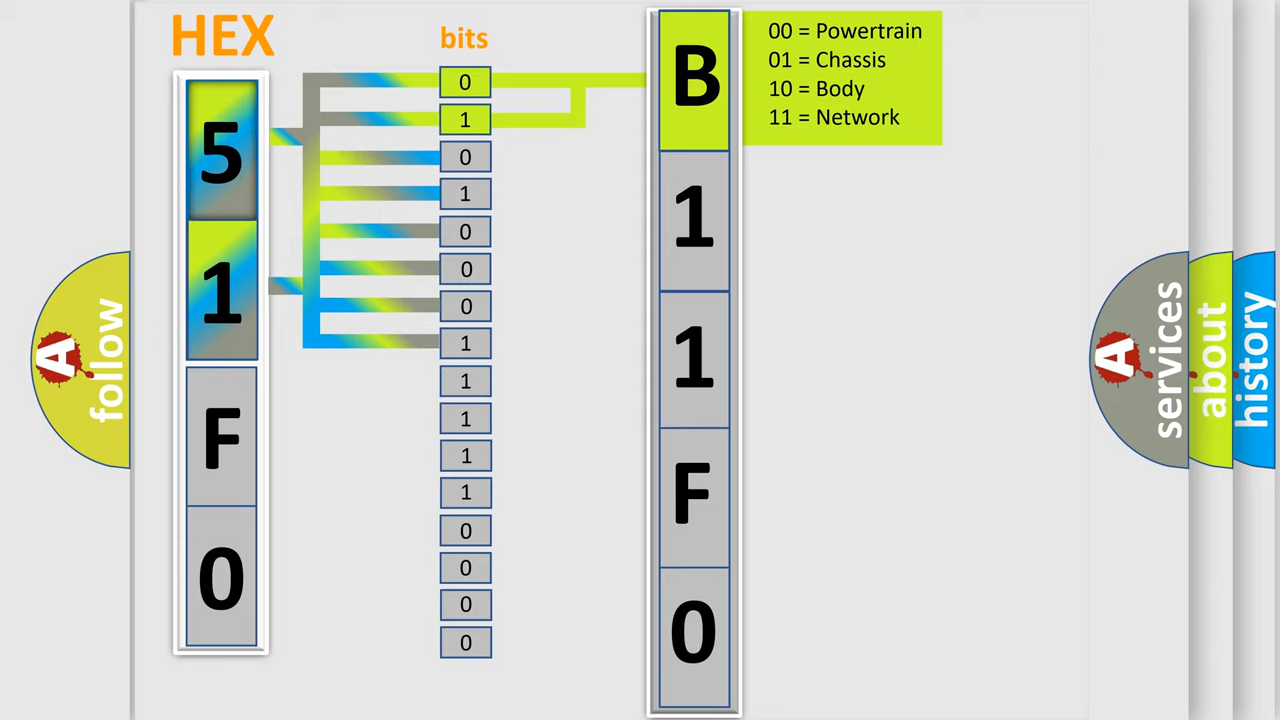 HEX
bits
5
1
F
0
0
1
0
1
0
0
0
1
1
1
1
1
0
0
0
0
B
1
1
F
0
00 = Powertrain
01 = Chassis
10 = Body
11 = Network
A
follow
A
services
about
history